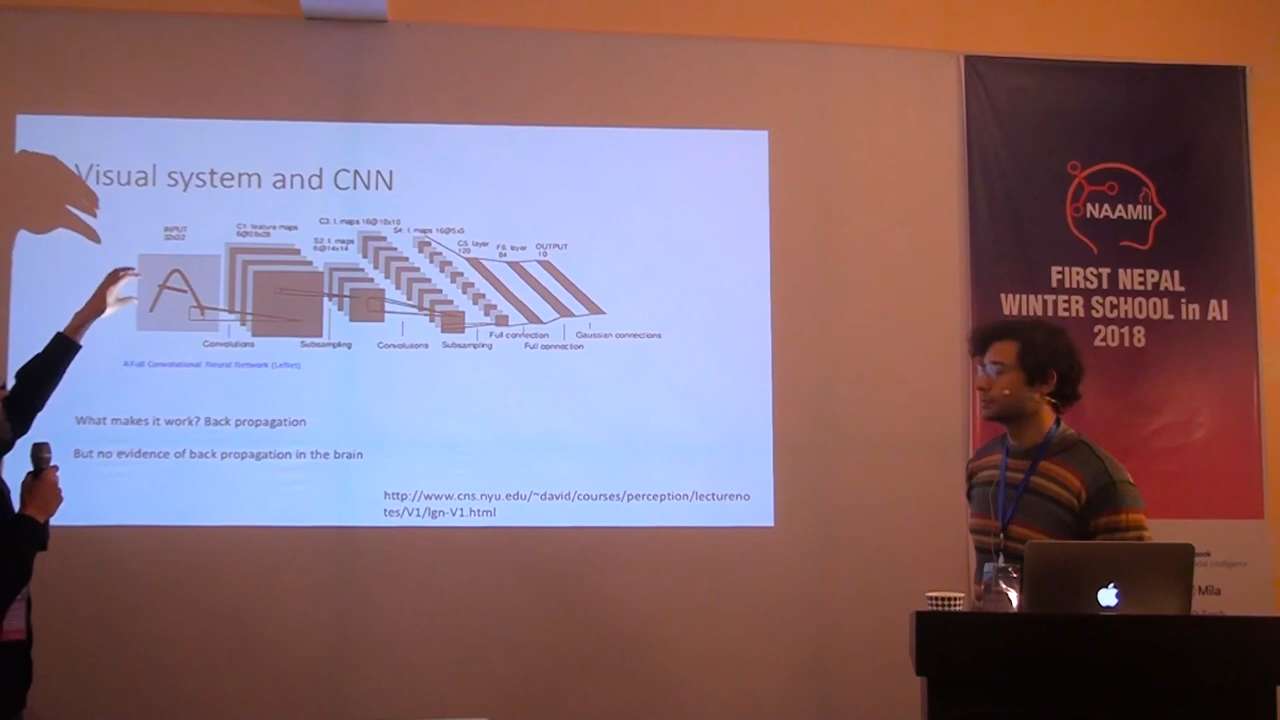 Visual system and CNN
INPUT
32x32
C1: feature maps
6@28x28
S2: f. maps
6@14x14
C3: f. maps 16@10x10
S4: f. maps 16@5x5
C5: layer
120
F6: layer
84
OUTPUT
10
Convolutions
Subsampling
Convolutions
Subsampling
Full connection
Full connection
Gaussian connections
A Full Convolutional Neural Network (LeNet)
What makes it work? Back propagation
But no evidence of back propagation in the brain
http://www.cns.nyu.edu/~david/courses/perception/lectureno
tes/V1/lgn-V1.html
NAAMII
FIRST NEPAL
WINTER SCHOOL in AI
2018
Mila